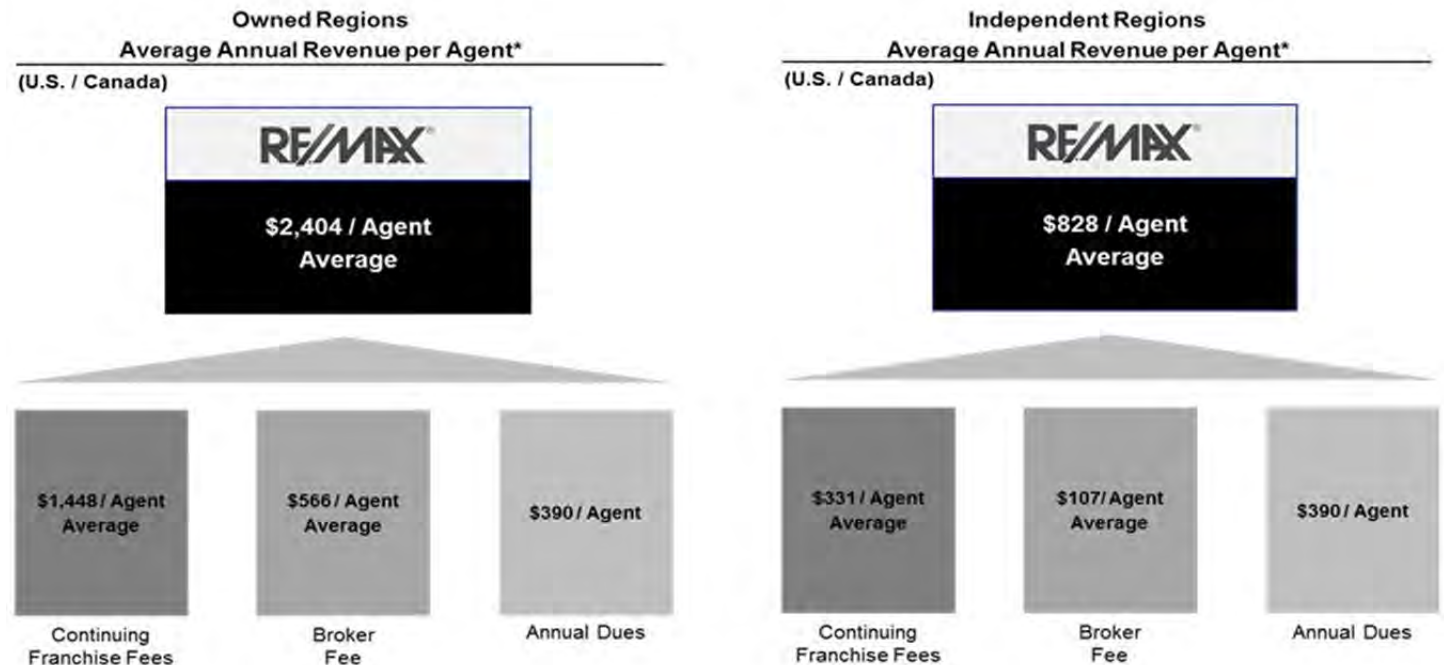 Owned Regions
Average Annual Revenue per Agent*
(U.S. / Canada)
RE/MAX®
$2,404 / Agent
Average
$1,448 / Agent
Average
$566 / Agent
Average
$390 / Agent
Continuing
Franchise Fees
Broker
Fee
Annual Dues
Independent Regions
Average Annual Revenue per Agent*
(U.S. / Canada)
RE/MAX®
$828 / Agent
Average
$331 / Agent
Average
$107/ Agent
Average
$390 / Agent
Continuing
Franchise Fees
Broker
Fee
Annual Dues